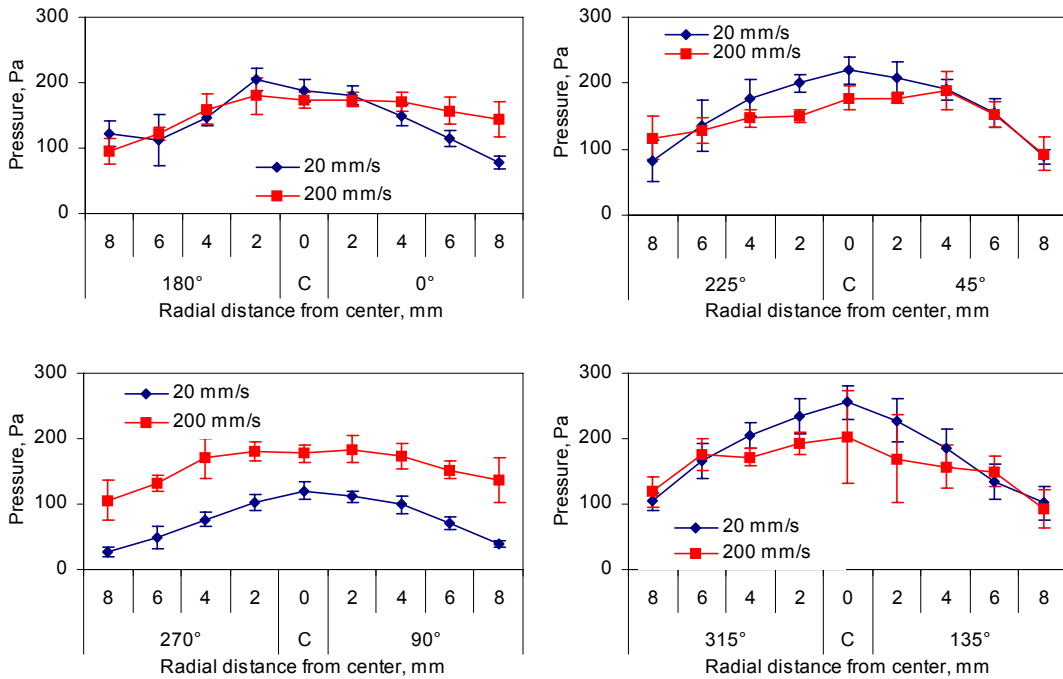 300
200
100
0
Pressure, Pa
20 mm/s
200 mm/s
8 6 4 2 0 2 4 6 8
180° C 0°
Radial distance from center, mm
300
200
100
0
Pressure, Pa
20 mm/s
200 mm/s
8 6 4 2 0 2 4 6 8
225° C 45°
Radial distance from center, mm
300
200
100
0
Pressure, Pa
20 mm/s
200 mm/s
8 6 4 2 0 2 4 6 8
270° C 90°
Radial distance from center, mm
300
200
100
0
Pressure, Pa
20 mm/s
200 mm/s
8 6 4 2 0 2 4 6 8
315° C 135°
Radial distance from center, mm